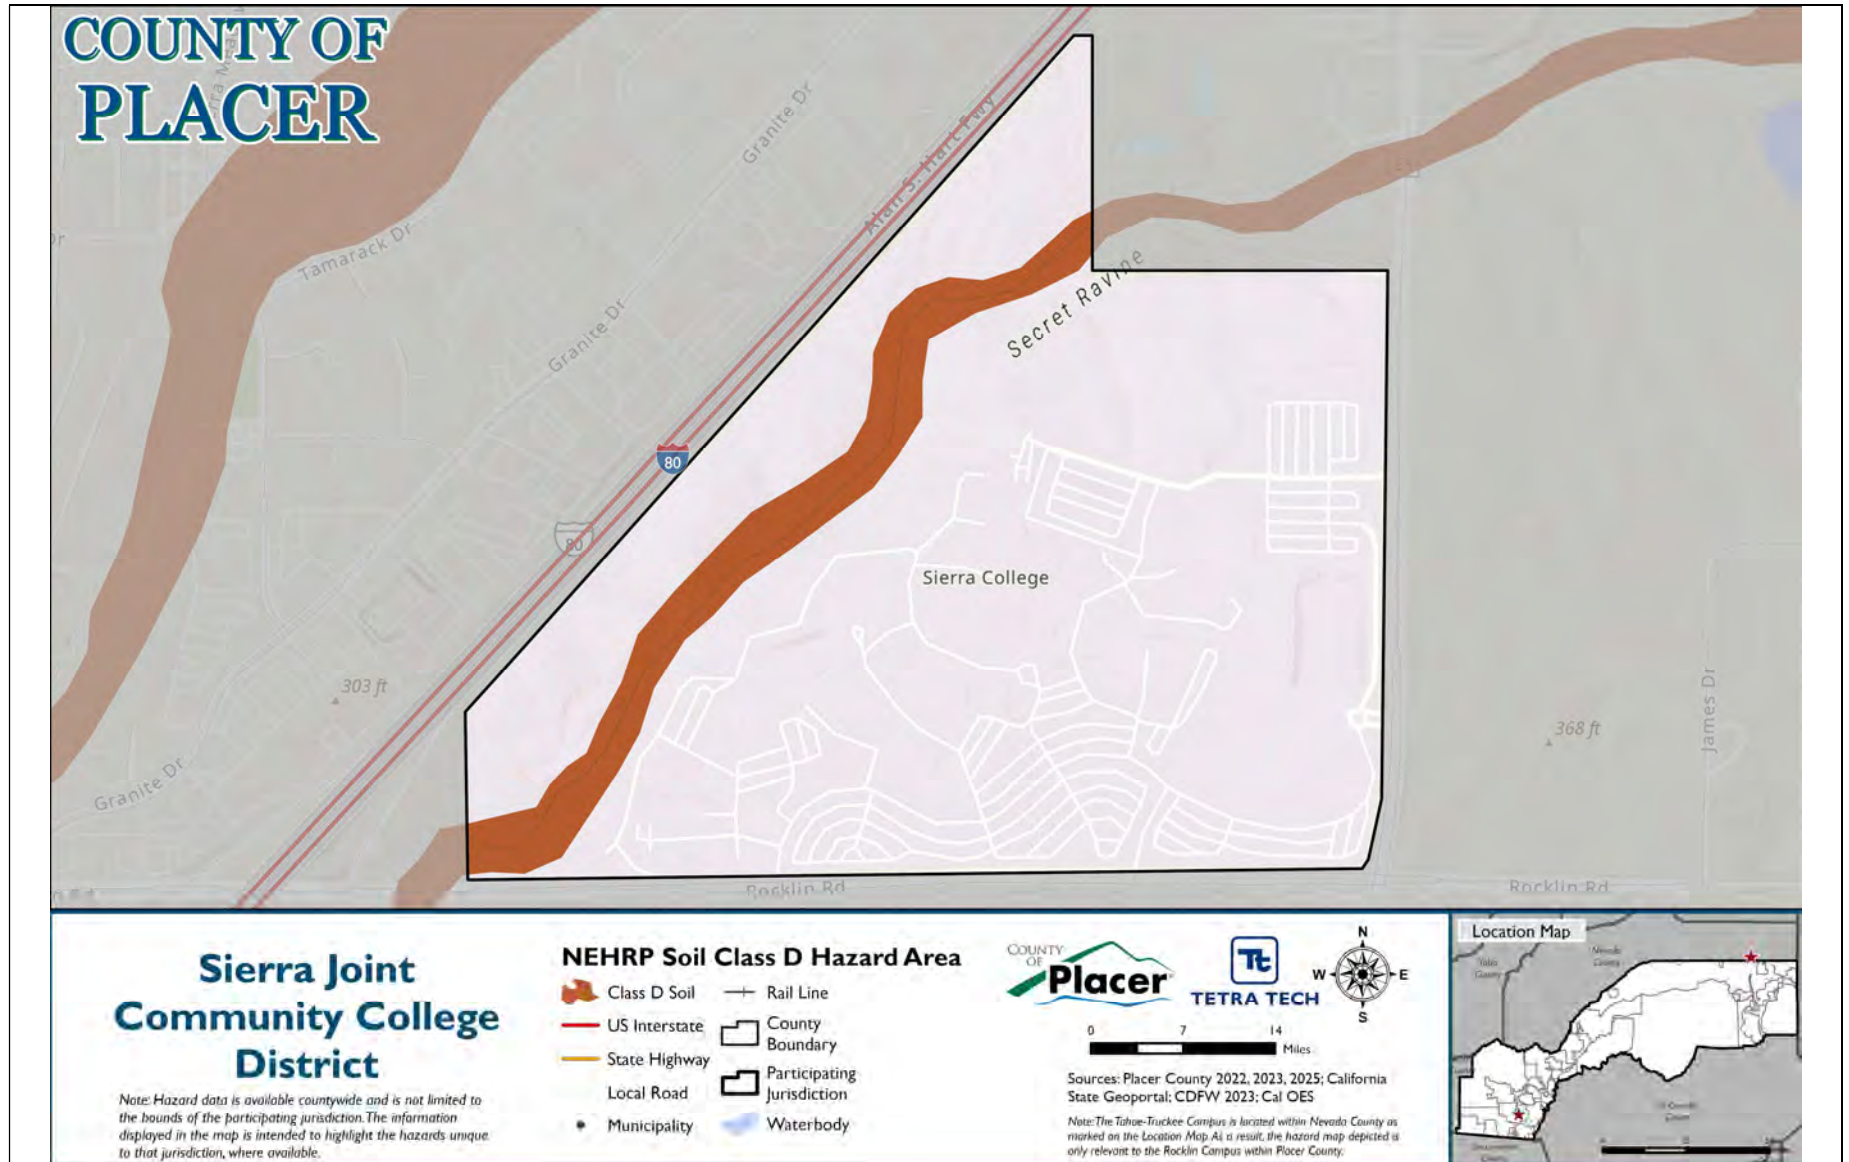 COUNTY OF
PLACER
Granite Dr
Alan S. Hart Fwy
Tamarack Dr
Secret Ravine
Granite Dr
80
80
Sierra College
303 ft
368 ft
James Dr
Granite Dr
Rocklin Rd
Rocklin Rd
Sierra Joint
Community College
District
Note: Hazard data is available countywide and is not limited to
the bounds of the participating jurisdiction. The information
displayed in the map is intended to highlight the hazards unique
to that jurisdiction, where available.
NEHRP Soil Class D Hazard Area
Class D Soil
US Interstate
State Highway
Local Road
Municipality
Rail Line
County
Boundary
Participating
Jurisdiction
Waterbody
COUNTY
OF
Placer
Tt
TETRA TECH
N
W
E
S
0 7 14
Miles
Sources: Placer County 2022, 2023, 2025; California
State Geoportal; CDFW 2023; Cal OES
Note: The Tahoe-Truckee Campus is located within Nevada County as
marked on the Location Map. As a result, the hazard map depicted is
only relevant to the Rocklin Campus within Placer County.
Location Map
Nevada
County